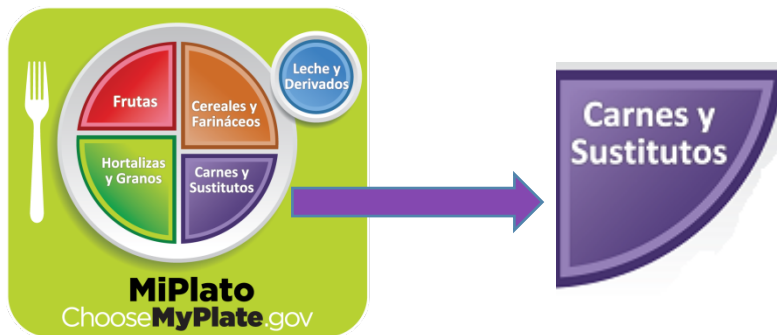 Frutas
Cereales y
Farináceos
Leche y
Derivados
Hortalizas
y Granos
Carnes y
Sustitutos
MiPlato
ChooseMyPlate.gov
Carnes y
Sustitutos